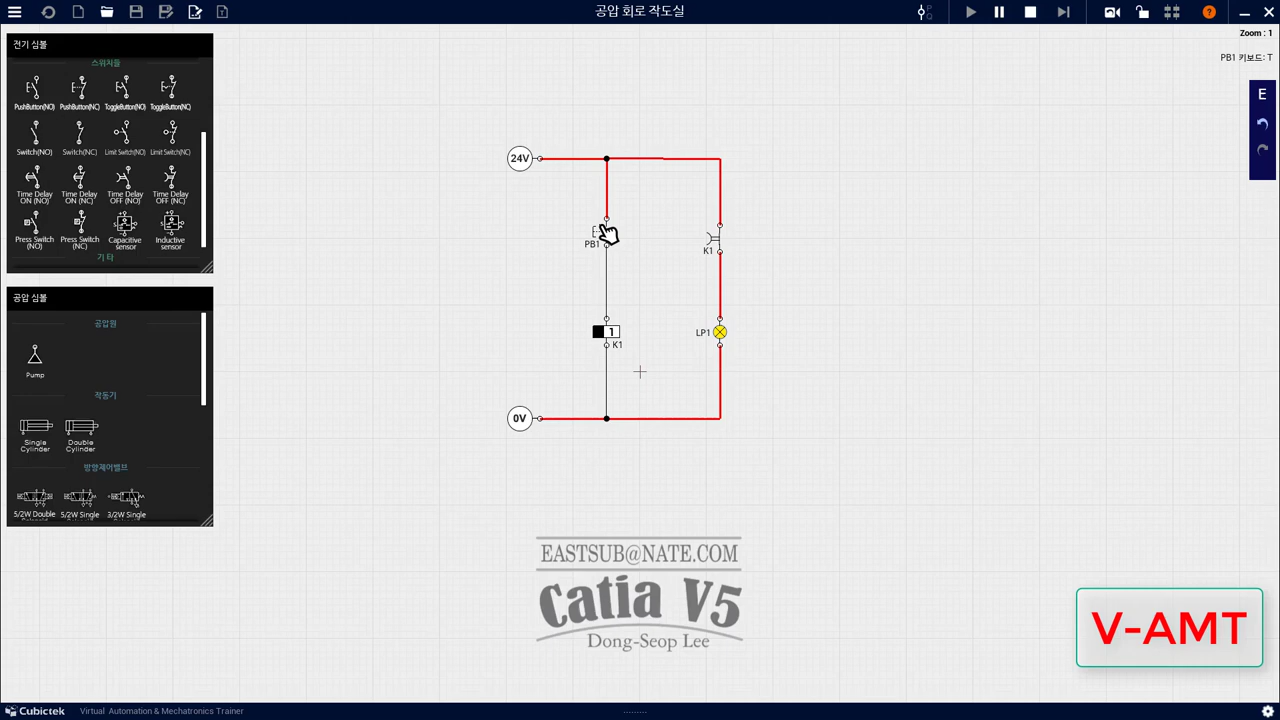 공압 회로 작도실
Zoom : 1
PB1 키보드: T
E
전기 심볼
스위치들
PushButton(NO) PushButton(NC) ToggleButton(NO) ToggleButton(NC)
Switch(NO) Switch(NC) Limit Switch(NO) Limit Switch(NC)
Time Delay ON (NO) Time Delay ON (NC) Time Delay OFF (NO) Time Delay OFF (NC)
Press Switch (NO) Press Switch (NC) Capacitive sensor Inductive sensor
기 타
공압 심볼
공압원
Pump
작동기
Single Cylinder Double Cylinder
방향제어밸브
5/2W Double 5/2W Single 3/2W Single
24V
PB1
K1
1
K1
LP1
0V
EASTSUB@NATE.COM
Catia V5
Dong-Seop Lee
V-AMT
Cubictek Virtual Automation & Mechatronics Trainer